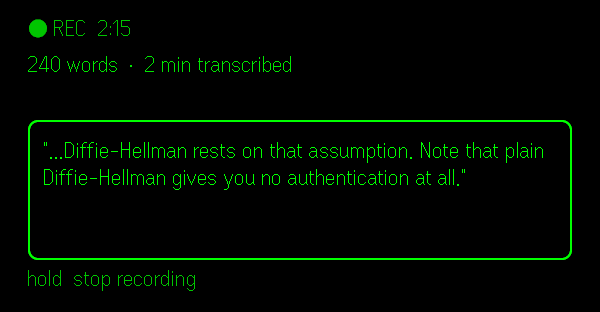 REC 2:15
240 words · 2 min transcribed
"...Diffie-Hellman rests on that assumption. Note that plain
Diffie-Hellman gives you no authentication at all."
hold stop recording